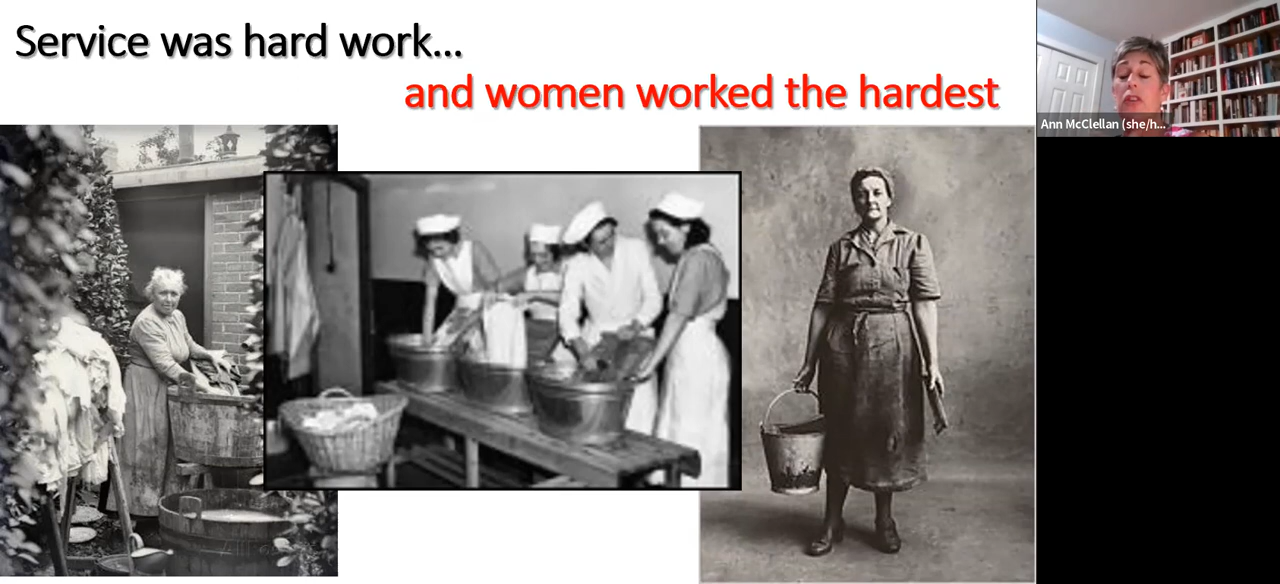 Service was hard work...
and women worked the hardest
Ann McClellan (she/h...